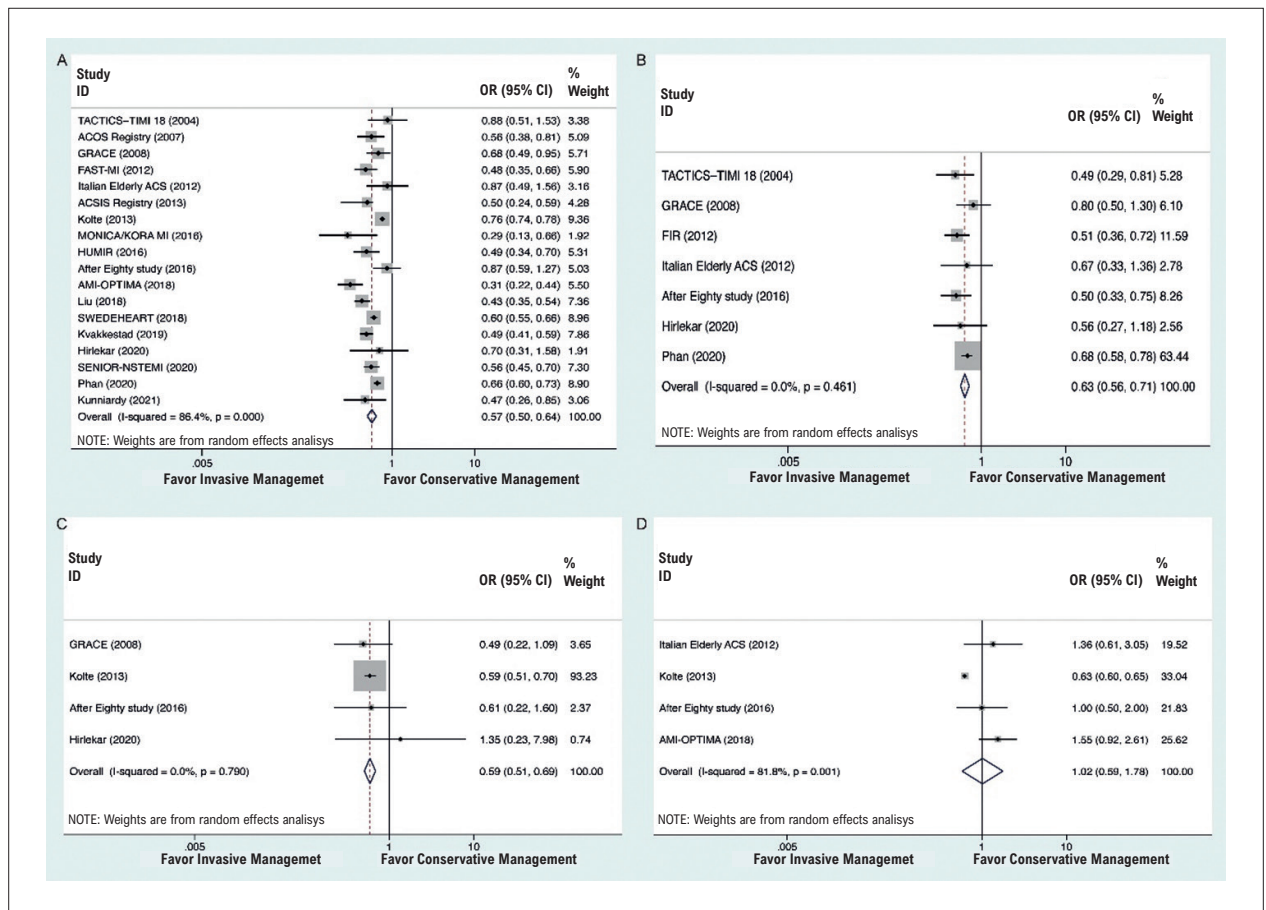 A
Study
ID
OR (95% CI)
%
Weight
TACTICS–TIMI 18 (2004) 0.88 (0.51, 1.53) 3.38
ACOS Registry (2007) 0.56 (0.38, 0.81) 5.09
GRACE (2008) 0.68 (0.49, 0.95) 5.71
FAST-MI (2012) 0.48 (0.35, 0.66) 5.90
Italian Elderly ACS (2012) 0.87 (0.49, 1.56) 3.16
ACSIS Registry (2013) 0.50 (0.24, 0.59) 4.28
Kolte (2013) 0.76 (0.74, 0.78) 9.36
MONICA/KORA MI (2016) 0.29 (0.13, 0.66) 1.92
HUMIR (2016) 0.49 (0.34, 0.70) 5.31
After Eighty study (2016) 0.87 (0.59, 1.27) 5.03
AMI-OPTIMA (2018) 0.31 (0.22, 0.44) 5.50
Liu (2018) 0.43 (0.35, 0.54) 7.36
SWEDEHEART (2018) 0.60 (0.55, 0.66) 8.96
Kvakkestad (2019) 0.49 (0.41, 0.59) 7.86
Hirlekar (2020) 0.70 (0.31, 1.58) 1.91
SENIOR-NSTEMI (2020) 0.56 (0.45, 0.70) 7.30
Phan (2020) 0.66 (0.60, 0.73) 8.90
Kunniardy (2021) 0.47 (0.26, 0.85) 3.06
Overall (I-squared = 86.4%, p = 0.000) 0.57 (0.50, 0.64) 100.00
NOTE: Weights are from random effects analisys
.005 1 10
Favor Invasive Managemet Favor Conservative Management
B
Study
ID
OR (95% CI)
%
Weight
TACTICS–TIMI 18 (2004) 0.49 (0.29, 0.81) 5.28
GRACE (2008) 0.80 (0.50, 1.30) 6.10
FIR (2012) 0.51 (0.36, 0.72) 11.59
Italian Elderly ACS (2012) 0.67 (0.33, 1.36) 2.78
After Eighty study (2016) 0.50 (0.33, 0.75) 8.26
Hirlekar (2020) 0.56 (0.27, 1.18) 2.56
Phan (2020) 0.68 (0.58, 0.78) 63.44
Overall (I-squared = 0.0%, p = 0.461) 0.63 (0.56, 0.71) 100.00
NOTE: Weights are from random effects analisys
.005 1 10
Favor Invasive Managemet Favor Conservative Management
C
Study
ID
OR (95% CI)
%
Weight
GRACE (2008) 0.49 (0.22, 1.09) 3.65
Kolte (2013) 0.59 (0.51, 0.70) 93.23
After Eighty study (2016) 0.61 (0.22, 1.60) 2.37
Hirlekar (2020) 1.35 (0.23, 7.98) 0.74
Overall (I-squared = 0.0%, p = 0.790) 0.59 (0.51, 0.69) 100.00
NOTE: Weights are from random effects analisys
.005 1 10
Favor Invasive Managemet Favor Conservative Management
D
Study
ID
OR (95% CI)
%
Weight
Italian Elderly ACS (2012) 1.36 (0.61, 3.05) 19.52
Kolte (2013) 0.63 (0.60, 0.65) 33.04
After Eighty study (2016) 1.00 (0.50, 2.00) 21.83
AMI-OPTIMA (2018) 1.55 (0.92, 2.61) 25.62
Overall (I-squared = 81.8%, p = 0.001) 1.02 (0.59, 1.78) 100.00
NOTE: Weights are from random effects analisys
.005 1 10
Favor Invasive Managemet Favor Conservative Management